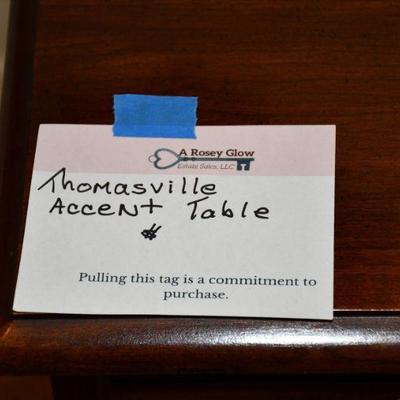 A Rosey Glow
Estate Sales, LLC
Thomasville
Accent Table
#
Pulling this tag is a commitment to
purchase.